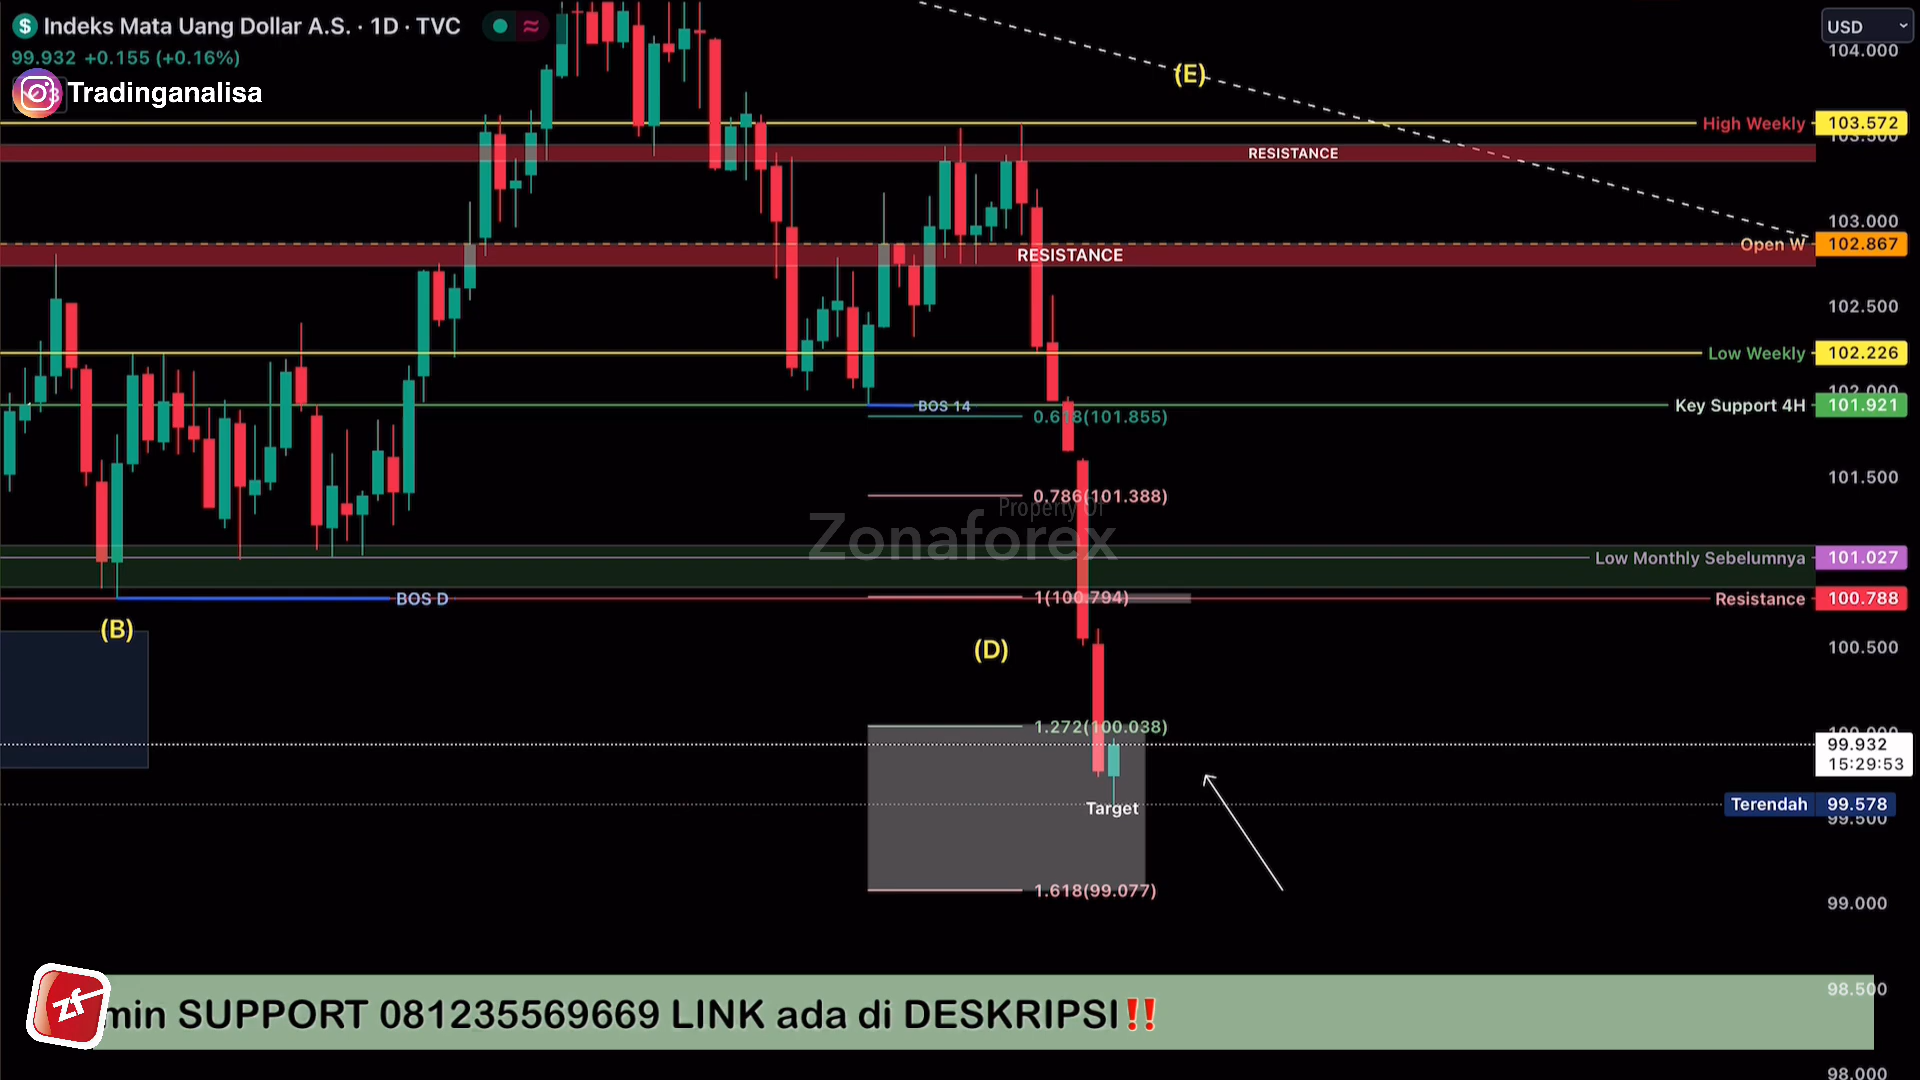 Indeks Mata Uang Dollar A.S. · 1D · TVC
99.932 +0.155 (+0.16%)
Tradinganalisa
USD
104.000
(E)
High Weekly 103.572
RESISTANCE
103.000
Open W 102.867
RESISTANCE
102.500
Low Weekly 102.226
102.000
BOS 14
Key Support 4H 101.921
0.618(101.855)
101.500
0.786(101.388)
Property Of
Zonaforex
Low Monthly Sebelumnya 101.027
BOS D
1(100.794)
Resistance 100.788
(B)
(D)
100.500
1.272(100.038)
99.932
15:29:53
Target
Terendah 99.578
99.500
1.618(99.077)
99.000
98.500
zf
min SUPPORT 081235569669 LINK ada di DESKRIPSI‼
98.000